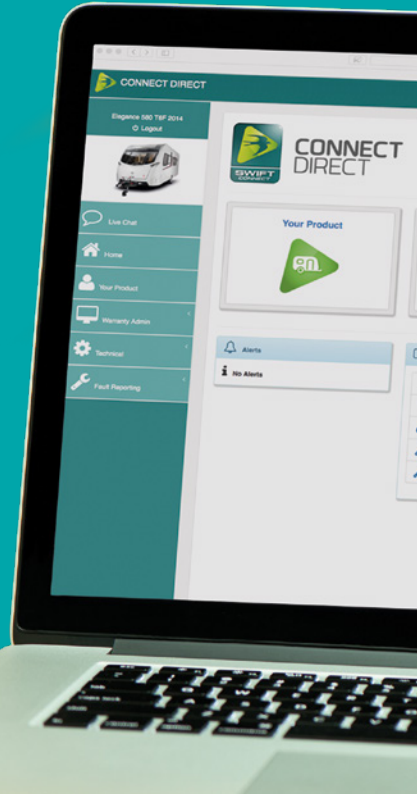 CONNECT DIRECT
Elegance 580 T8F 2014
Logout
Live Chat
Home
Your Product
Warranty Admin
Technical
Fault Reporting
SWIFT
CONNECT
CONNECT
DIRECT
Your Product
Alerts
No Alerts